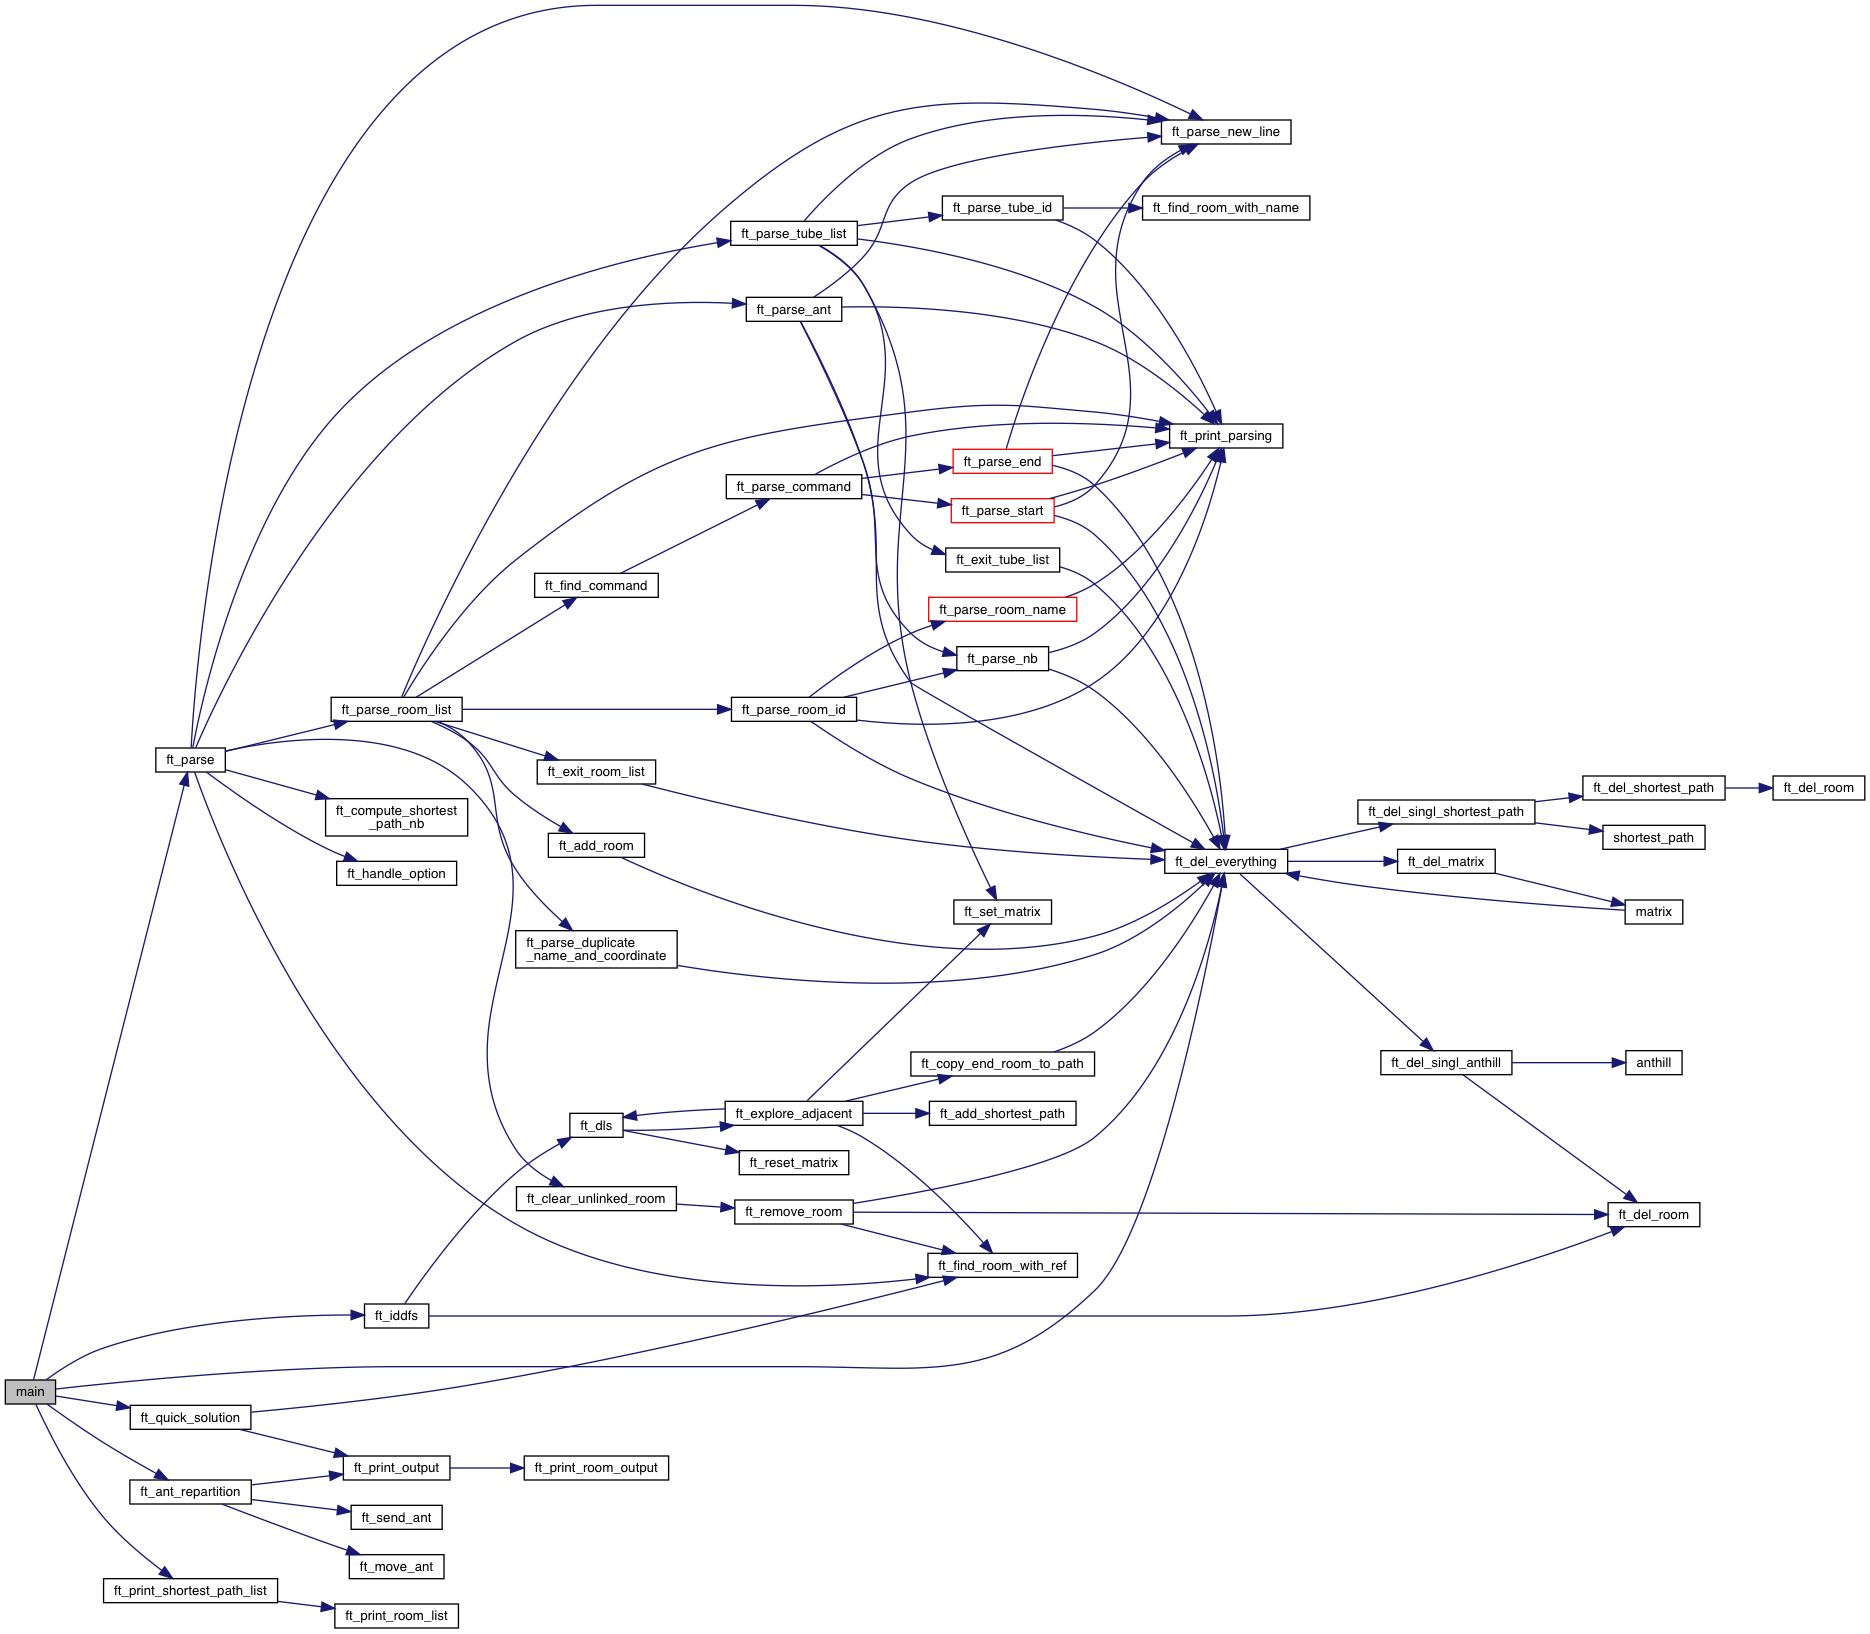 ft_parse_new_line
ft_parse_tube_id
ft_find_room_with_name
ft_parse_tube_list
ft_parse_ant
ft_print_parsing
ft_parse_end
ft_parse_command
ft_parse_start
ft_exit_tube_list
ft_find_command
ft_parse_room_name
ft_parse_nb
ft_parse_room_list
ft_parse_room_id
ft_parse
ft_exit_room_list
ft_del_shortest_path
ft_del_room
ft_compute_shortest
_path_nb
ft_del_singl_shortest_path
shortest_path
ft_add_room
ft_del_everything
ft_del_matrix
ft_handle_option
ft_set_matrix
matrix
ft_parse_duplicate
_name_and_coordinate
ft_copy_end_room_to_path
ft_del_singl_anthill
anthill
ft_explore_adjacent
ft_add_shortest_path
ft_dls
ft_reset_matrix
ft_clear_unlinked_room
ft_remove_room
ft_del_room
ft_find_room_with_ref
ft_iddfs
main
ft_quick_solution
ft_print_output
ft_print_room_output
ft_ant_repartition
ft_send_ant
ft_move_ant
ft_print_shortest_path_list
ft_print_room_list